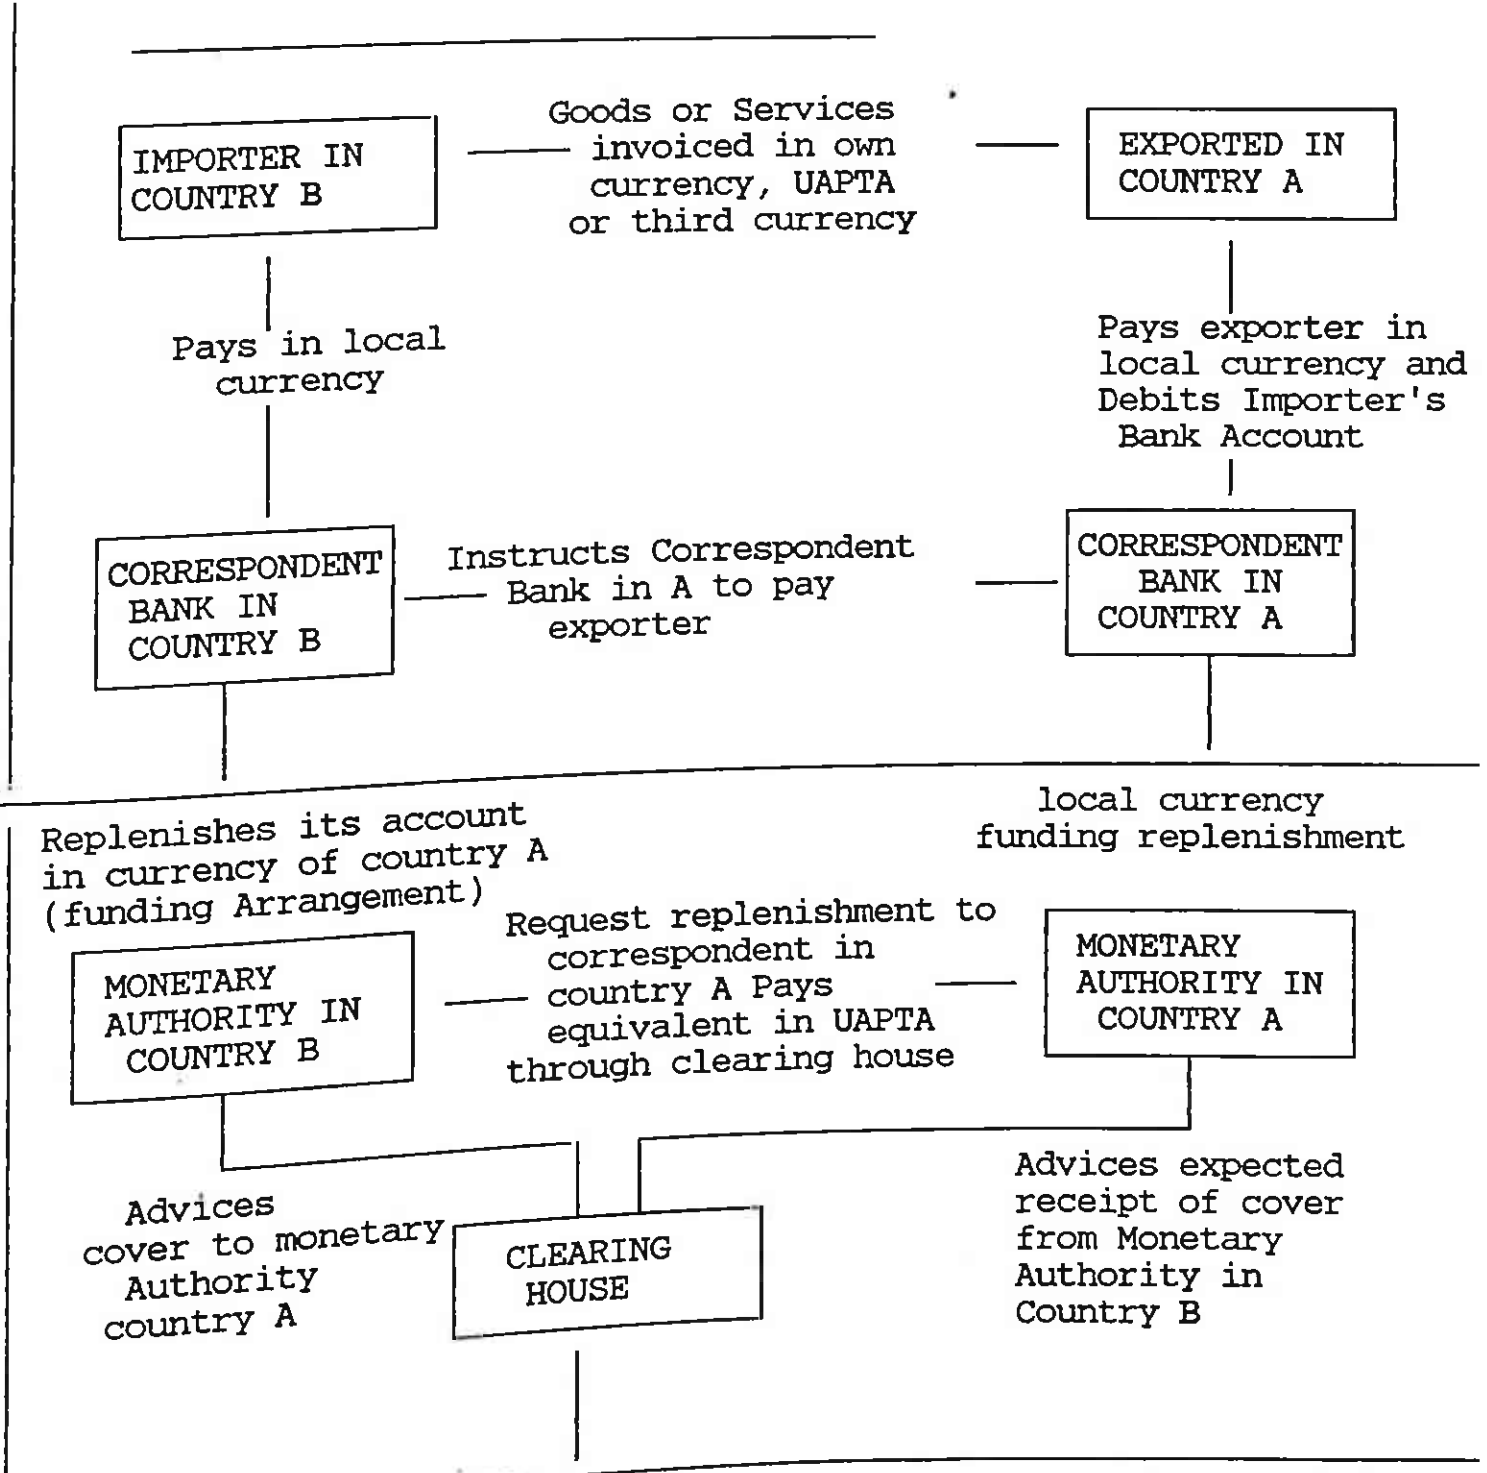 IMPORTER IN
COUNTRY B
Goods or Services
invoiced in own
currency, UAPTA
or third currency
EXPORTED IN
COUNTRY A
Pays in local
currency
Pays exporter in
local currency and
Debits Importer's
Bank Account
CORRESPONDENT
BANK IN
COUNTRY B
Instructs Correspondent
Bank in A to pay
exporter
CORRESPONDENT
BANK IN
COUNTRY A
Replenishes its account
in currency of country A
(funding Arrangement)
local currency
funding replenishment
MONETARY
AUTHORITY IN
COUNTRY B
Request replenishment to
correspondent in
country A Pays
equivalent in UAPTA
through clearing house
MONETARY
AUTHORITY IN
COUNTRY A
Advices
cover to monetary
Authority
country A
CLEARING
HOUSE
Advices expected
receipt of cover
from Monetary
Authority in
Country B